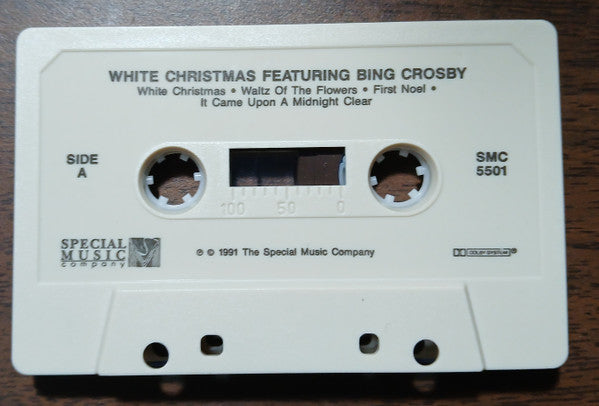 WHITE CHRISTMAS FEATURING BING CROSBY
White Christmas • Waltz Of The Flowers • First Noel •
It Came Upon A Midnight Clear
SIDE
A
SMC
5501
100 50 0
SPECIAL
MUSIC
company
℗ © 1991 The Special Music Company
DOLBY SYSTEM®